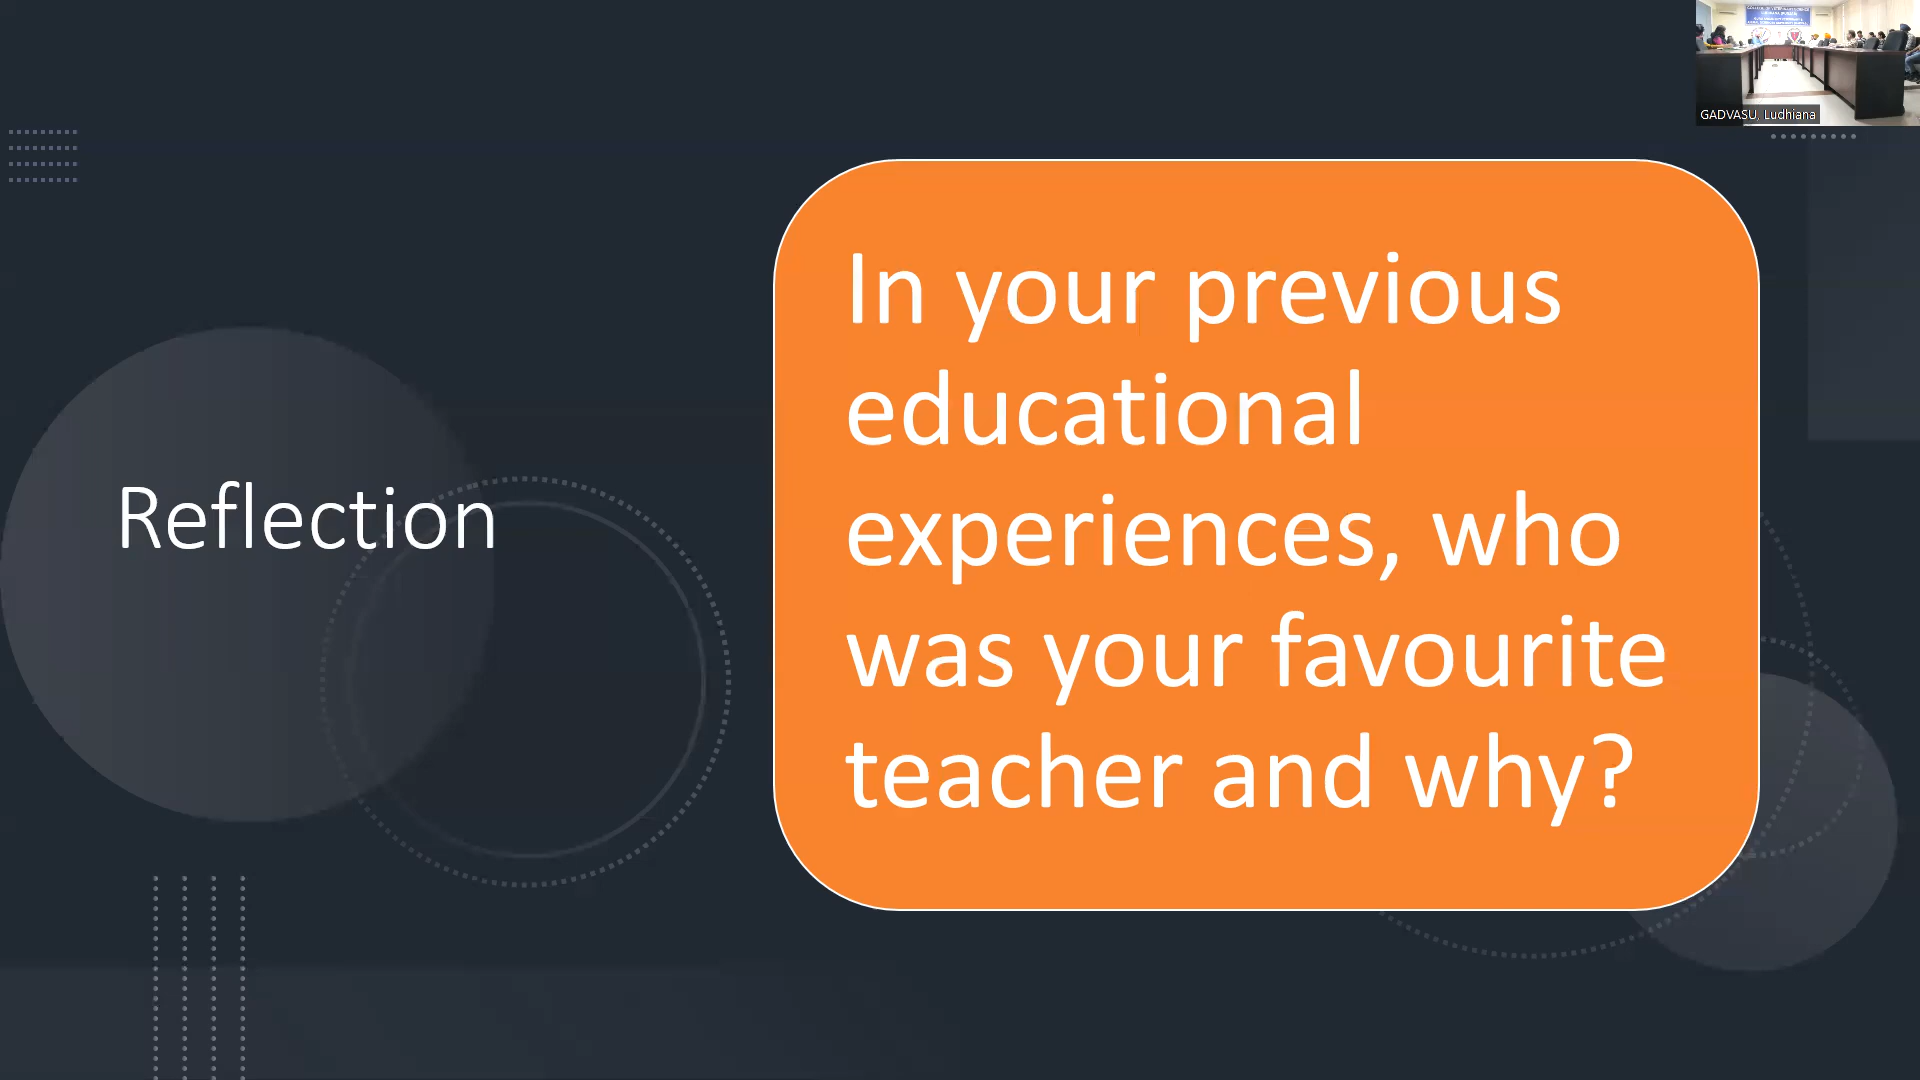 GADVASU, Ludhiana
Reflection
In your previous
educational
experiences, who
was your favourite
teacher and why?